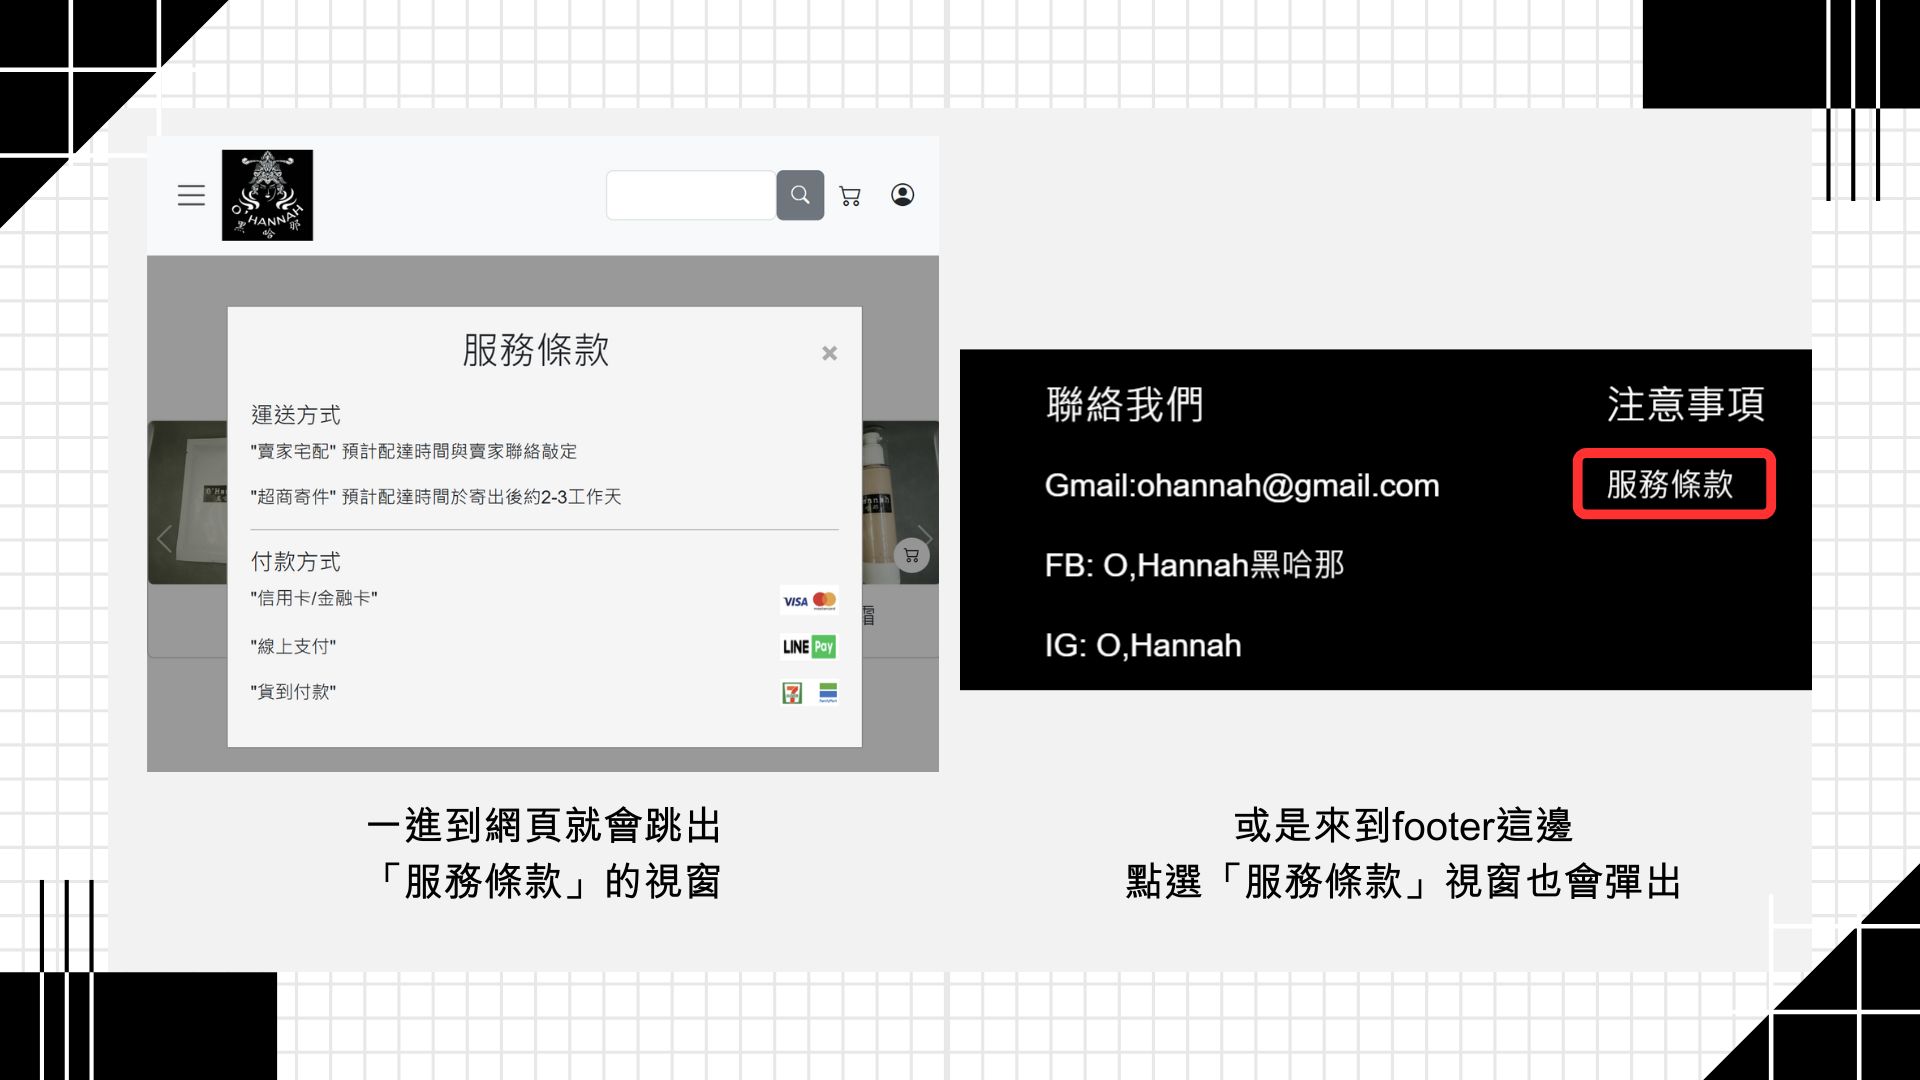 O'HANNAH
黑哈那
服務條款
×
運送方式
"賣家宅配" 預計配達時間與賣家聯絡敲定
"超商寄件" 預計配達時間於寄出後約2-3工作天
付款方式
"信用卡/金融卡"
VISA mastercard
"線上支付"
LINE Pay
"貨到付款"
7 FamilyMart
霜
一進到網頁就會跳出
「服務條款」的視窗
聯絡我們
注意事項
Gmail:ohannah@gmail.com
服務條款
FB: O,Hannah黑哈那
IG: O,Hannah
或是來到footer這邊
點選「服務條款」視窗也會彈出